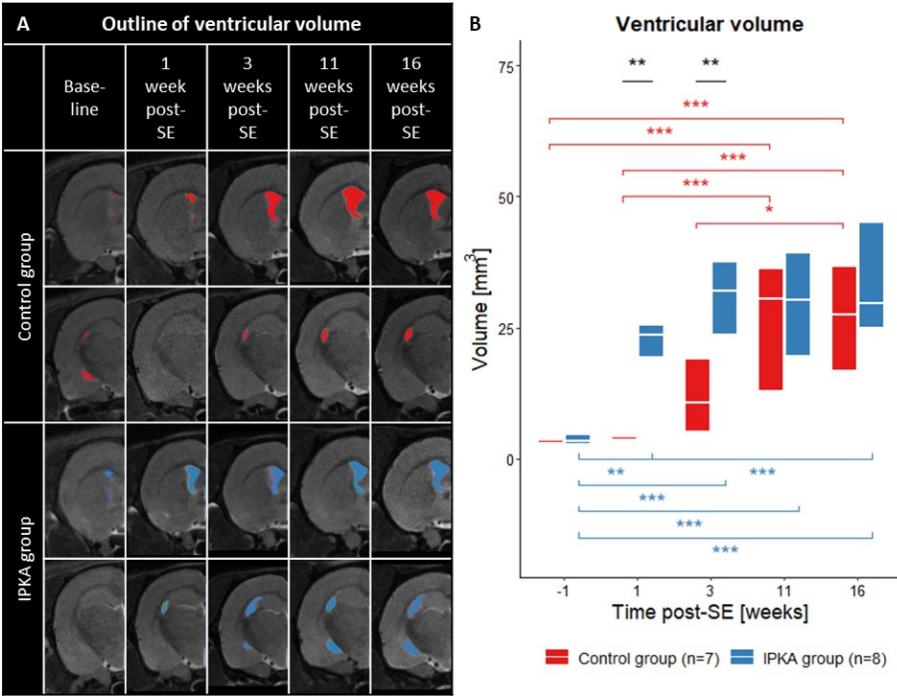 A Outline of ventricular volume
Base-
line
1
week
post-
SE
3
weeks
post-
SE
11
weeks
post-
SE
16
weeks
post-
SE
Control group
IPKA group
B Ventricular volume
** **
***
***
***
***
*
75
50
25
0
Volume [mm³]
** ***
***
***
***
-1 1 3 11 16
Time post-SE [weeks]
Control group (n=7) IPKA group (n=8)